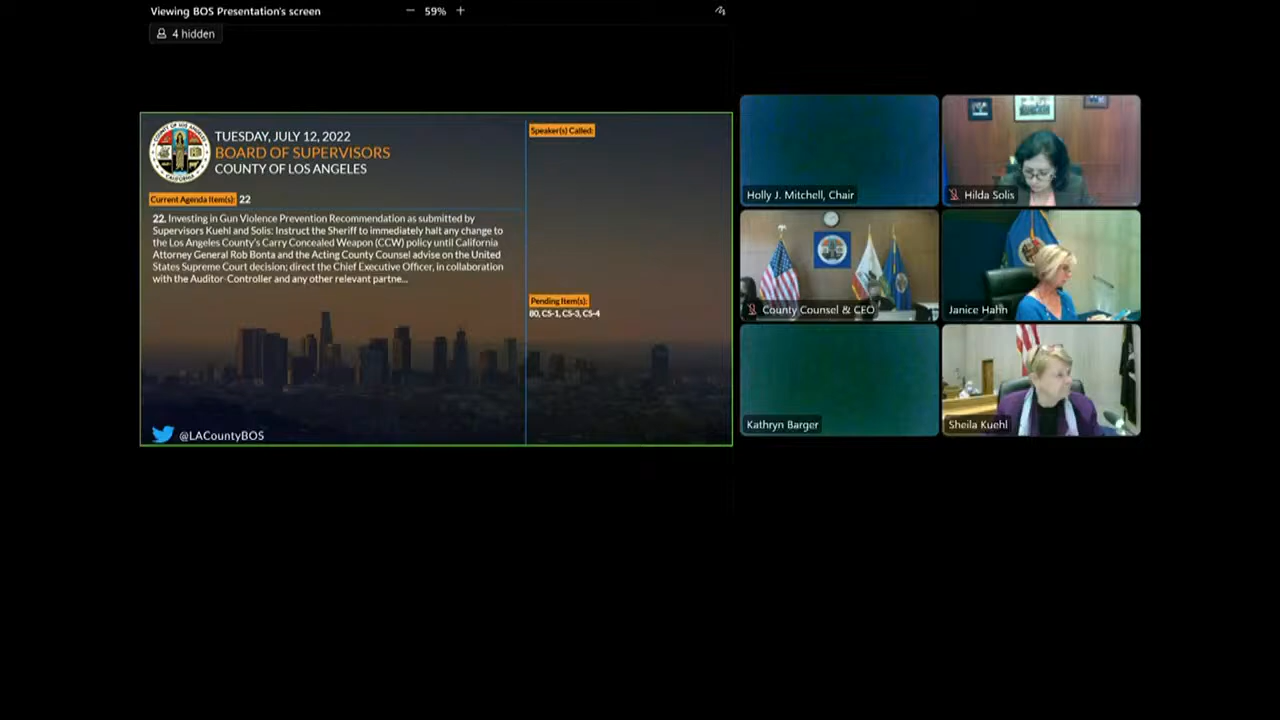 Viewing BOS Presentation's screen
59%
4 hidden
TUESDAY, JULY 12, 2022
BOARD OF SUPERVISORS
COUNTY OF LOS ANGELES
Current Agenda Item(s): 22
22. Investing in Gun Violence Prevention Recommendation as submitted by
Supervisors Kuehl and Solis: Instruct the Sheriff to immediately halt any change to
the Los Angeles County's Carry Concealed Weapon (CCW) policy until California
Attorney General Rob Bonta and the Acting County Counsel advise on the United
States Supreme Court decision; direct the Chief Executive Officer, in collaboration
with the Auditor-Controller and any other relevant partne...
@LACountyBOS
Speaker(s) Called:
Pending Item(s):
80, CS-1, CS-3, CS-4
Holly J. Mitchell, Chair
Hilda Solis
County Counsel & CEO
Janice Hahn
Kathryn Barger
Sheila Kuehl